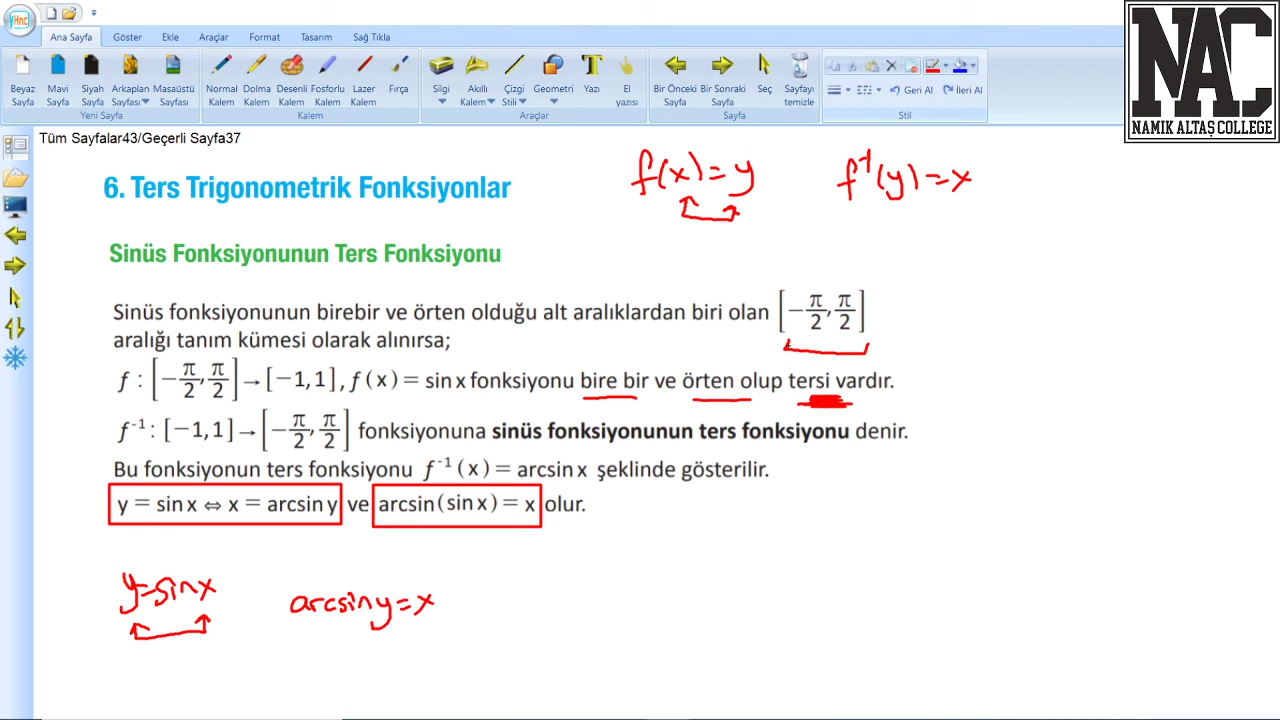 Hnc
Ana Sayfa Göster Ekle Araçlar Format Tasarım Sağ Tıkla
Beyaz Sayfa Mavi Sayfa Siyah Sayfa Arkaplan Sayfası Masaüstü Sayfası
Normal Kalem Dolma Kalem Desenli Kalem Fosforlu Kalem Lazer Kalem Fırça
Silgi Akıllı Kalem Çizgi Stili Geometri Yazı El yazısı
Bir Önceki Sayfa Bir Sonraki Sayfa Seç Sayfayı temizle
Geri Al İleri Al
Yeni Sayfa Kalem Araçlar Sayfa Stil
NAC
NAMIK ALTAŞ COLLEGE
Tüm Sayfalar43/Geçerli Sayfa37
f(x)=y f⁻¹(y)=x
6. Ters Trigonometrik Fonksiyonlar
Sinüs Fonksiyonunun Ters Fonksiyonu
Sinüs fonksiyonunun birebir ve örten olduğu alt aralıklardan biri olan [−π/2, π/2]
aralığı tanım kümesi olarak alınırsa;
f : [−π/2, π/2] → [−1, 1], f(x) = sin x fonksiyonu bire bir ve örten olup tersi vardır.
f⁻¹ : [−1, 1] → [−π/2, π/2] fonksiyonuna sinüs fonksiyonunun ters fonksiyonu denir.
Bu fonksiyonun ters fonksiyonu f⁻¹(x) = arcsin x şeklinde gösterilir.
y = sin x ⇔ x = arcsin y ve arcsin(sin x) = x olur.
y=sinx arcsiny=x